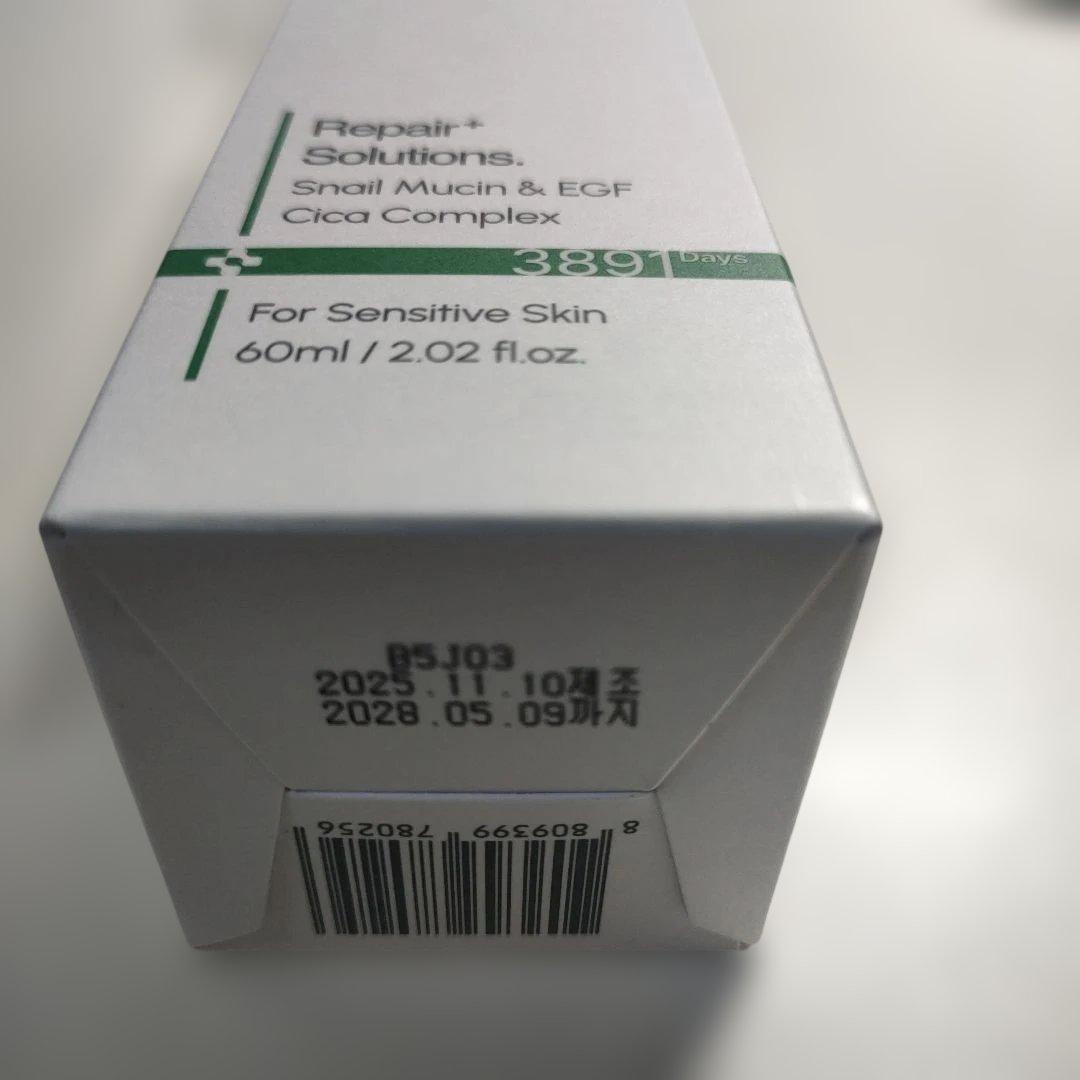 Repair+
Solutions.
Snail Mucin & EGF
Cica Complex
3891 Days
For Sensitive Skin
60ml / 2.02 fl.oz.
B5J03
2025.11.10제조
2028.05.09까지
8 809399 780256